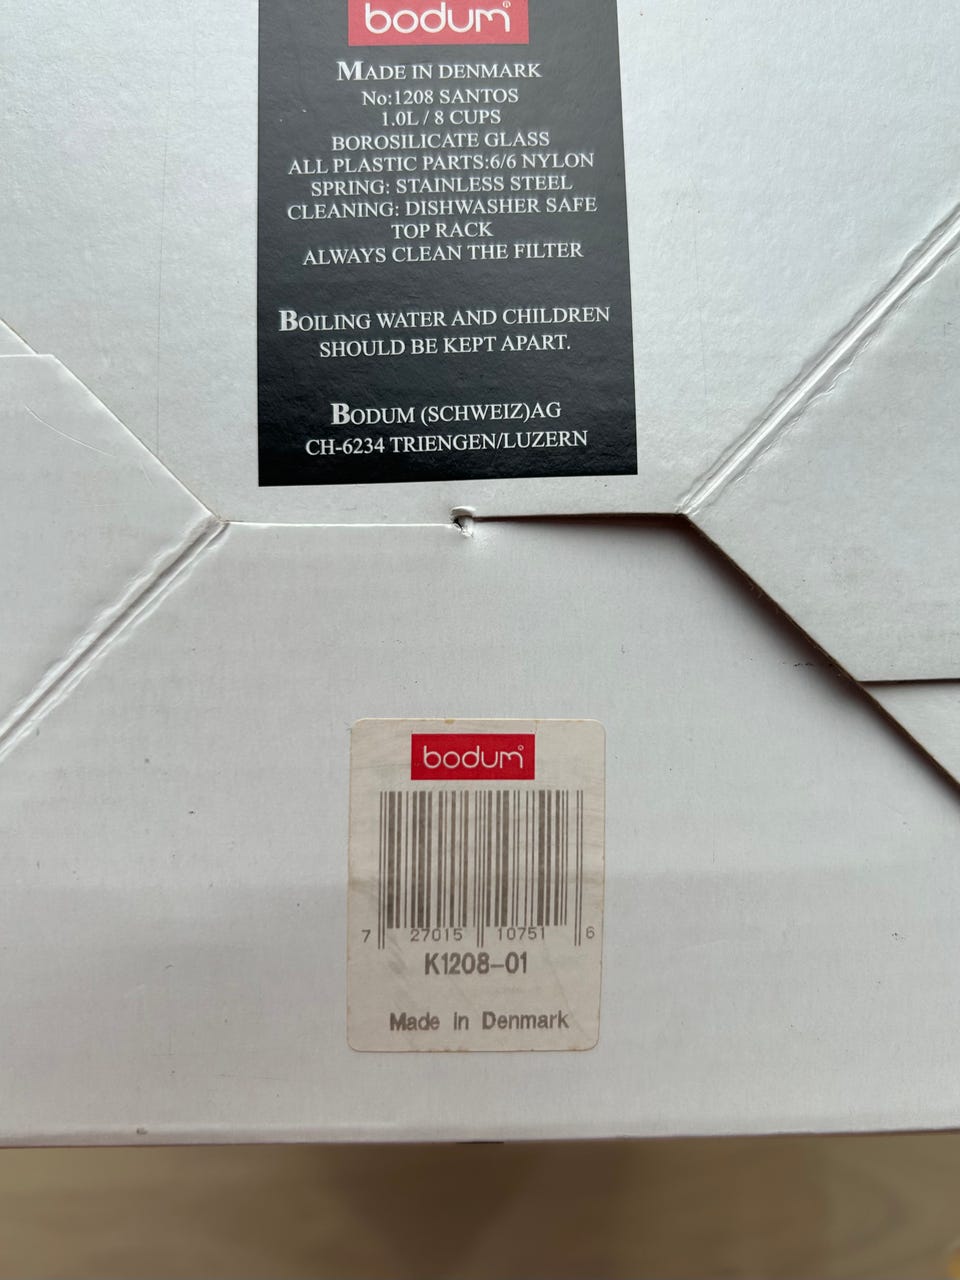 bodum®
MADE IN DENMARK
No:1208 SANTOS
1.0L / 8 CUPS
BOROSILICATE GLASS
ALL PLASTIC PARTS:6/6 NYLON
SPRING: STAINLESS STEEL
CLEANING: DISHWASHER SAFE
TOP RACK
ALWAYS CLEAN THE FILTER
BOILING WATER AND CHILDREN
SHOULD BE KEPT APART.
BODUM (SCHWEIZ)AG
CH-6234 TRIENGEN/LUZERN
bodum®
7 27015 10751 6
K1208-01
Made in Denmark